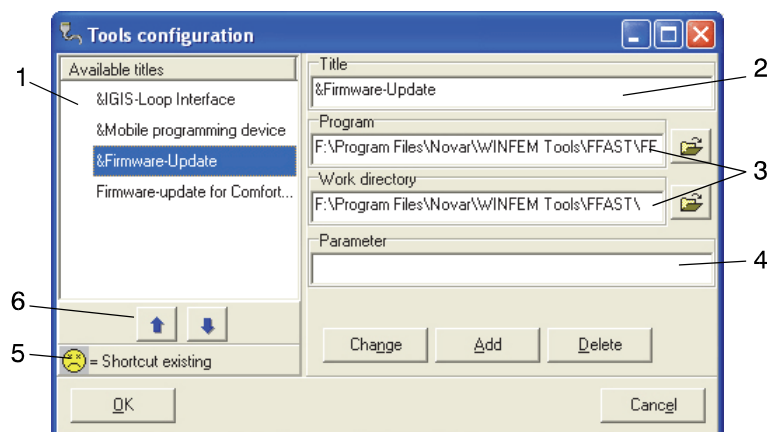 Tools configuration
1
Available titles
&IGIS-Loop Interface
&Mobile programming device
&Firmware-Update
Firmware-update for Comfort...
Title
&Firmware-Update
2
Program
F:\Program Files\Novar\WINFEM Tools\FFAST\FF
3
Work directory
F:\Program Files\Novar\WINFEM Tools\FFAST\
Parameter
4
6
5
= Shortcut existing
Change
Add
Delete
OK
Cancel